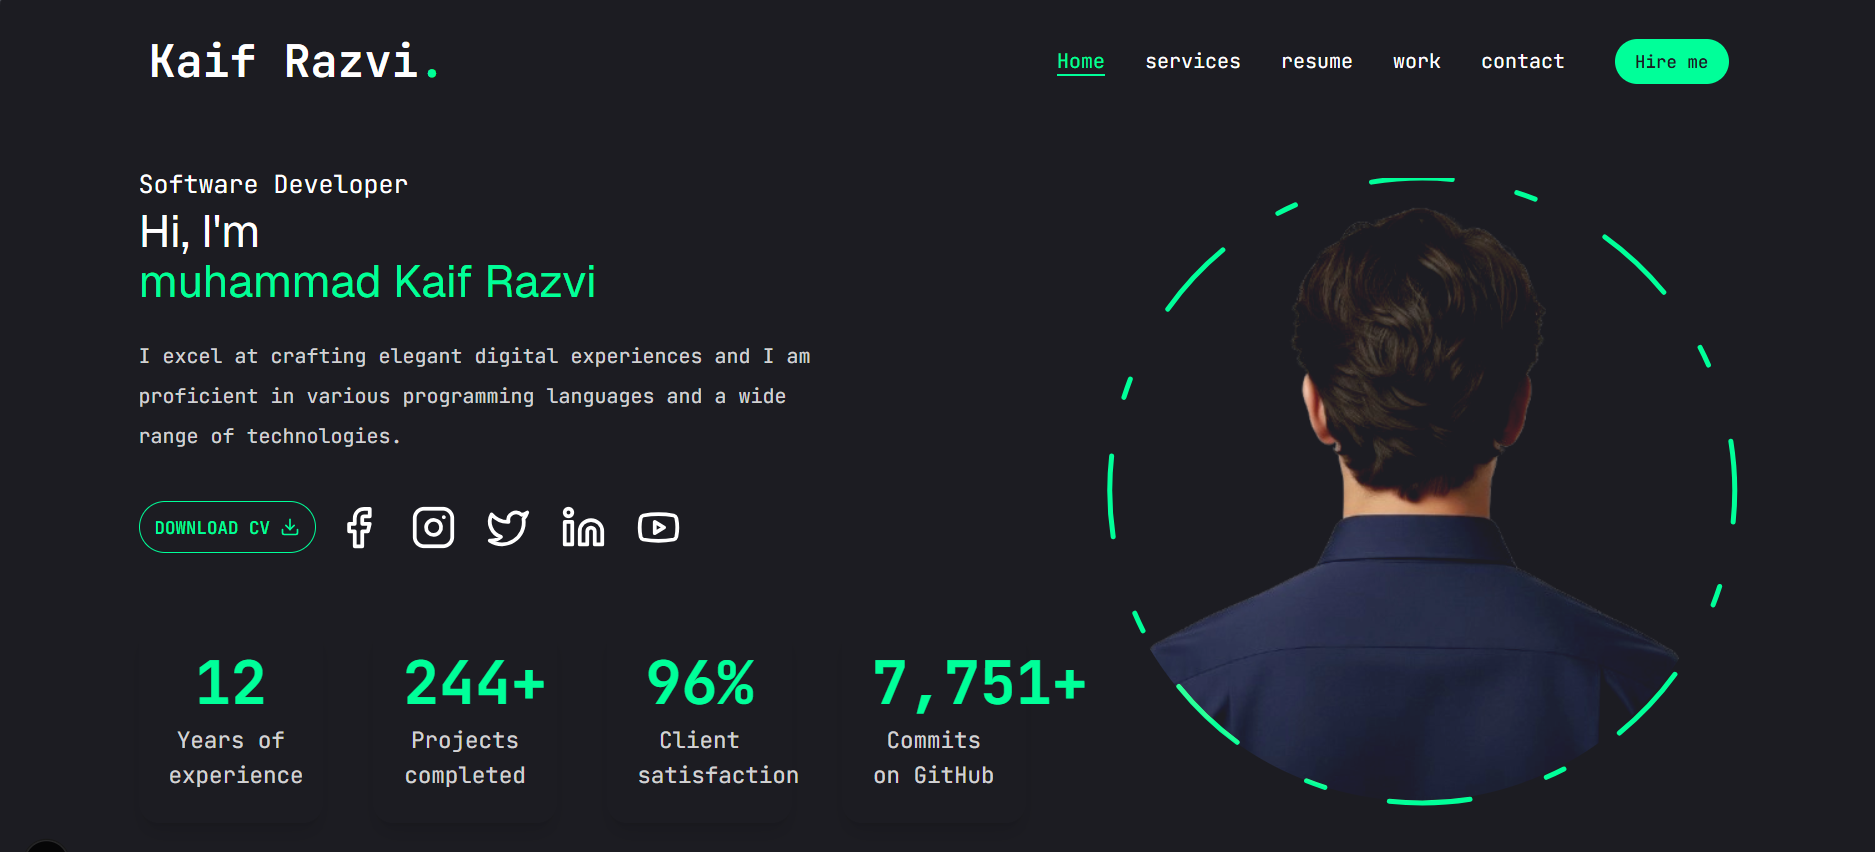 Kaif Razvi.
Home services resume work contact Hire me
Software Developer
Hi, I'm
muhammad Kaif Razvi
I excel at crafting elegant digital experiences and I am
proficient in various programming languages and a wide
range of technologies.
DOWNLOAD CV
12
Years of
experience
244+
Projects
completed
96%
Client
satisfaction
7,751+
Commits
on GitHub